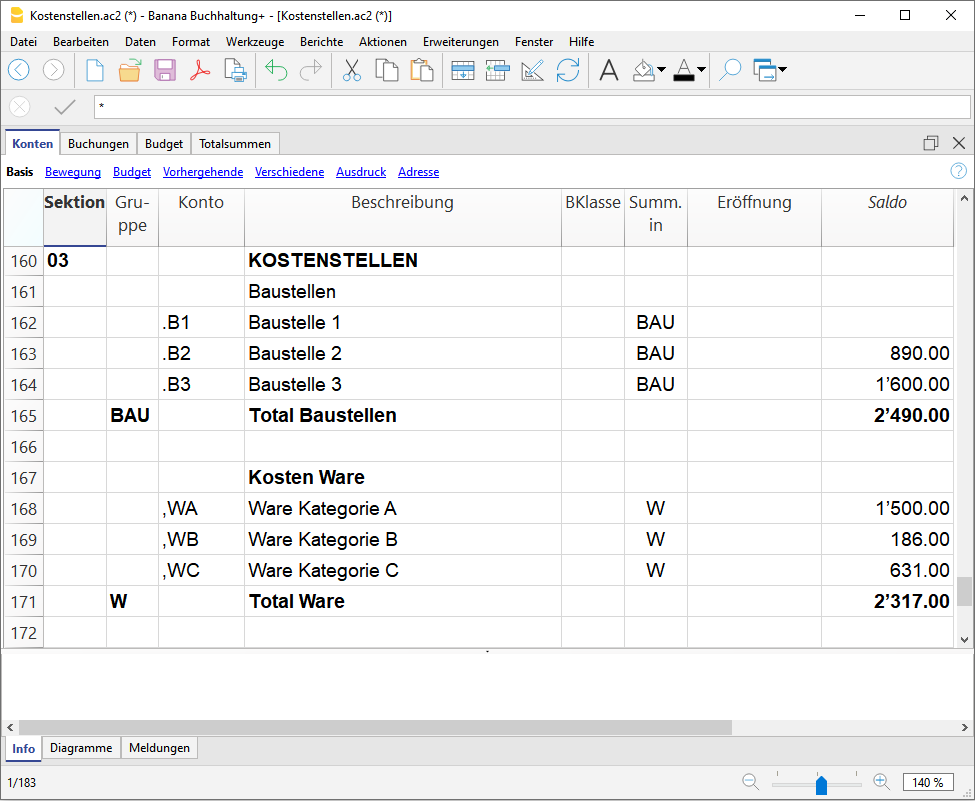 Kostenstellen.ac2 (*) - Banana Buchhaltung+ - [Kostenstellen.ac2 (*)]
Datei Bearbeiten Daten Format Werkzeuge Berichte Aktionen Erweiterungen Fenster Hilfe
*
Konten Buchungen Budget Totalsummen
Basis Bewegung Budget Vorhergehende Verschiedene Ausdruck Adresse
Sektion Gru-ppe Konto Beschreibung BKlasse Summ. in Eröffnung Saldo
160 03 KOSTENSTELLEN
161 Baustellen
162 .B1 Baustelle 1 BAU
163 .B2 Baustelle 2 BAU 890.00
164 .B3 Baustelle 3 BAU 1’600.00
165 BAU Total Baustellen 2’490.00
166
167 Kosten Ware
168 ,WA Ware Kategorie A W 1’500.00
169 ,WB Ware Kategorie B W 186.00
170 ,WC Ware Kategorie C W 631.00
171 W Total Ware 2’317.00
172
Info Diagramme Meldungen
1/183 140 %